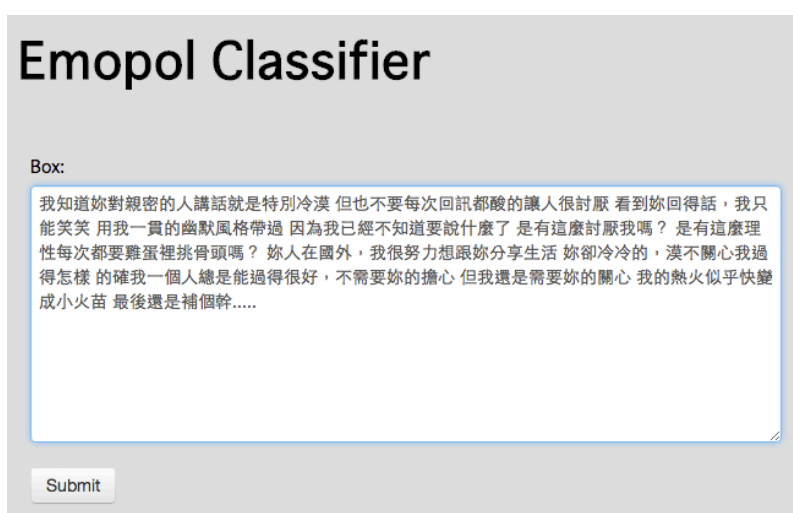 Emopol Classifier
Box:
我知道妳對親密的人講話就是特別冷漠 但也不要每次回訊都酸的讓人很討厭 看到妳回得話，我只
能笑笑 用我一貫的幽默風格帶過 因為我已經不知道要說什麼了 是有這麼討厭我嗎？ 是有這麼理
性每次都要雞蛋裡挑骨頭嗎？ 妳人在國外，我很努力想跟妳分享生活 妳卻冷冷的，漠不關心我過
得怎樣 的確我一個人總是能過得很好，不需要妳的擔心 但我還是需要妳的關心 我的熱火似乎快變
成小火苗 最後還是補個幹.....
Submit